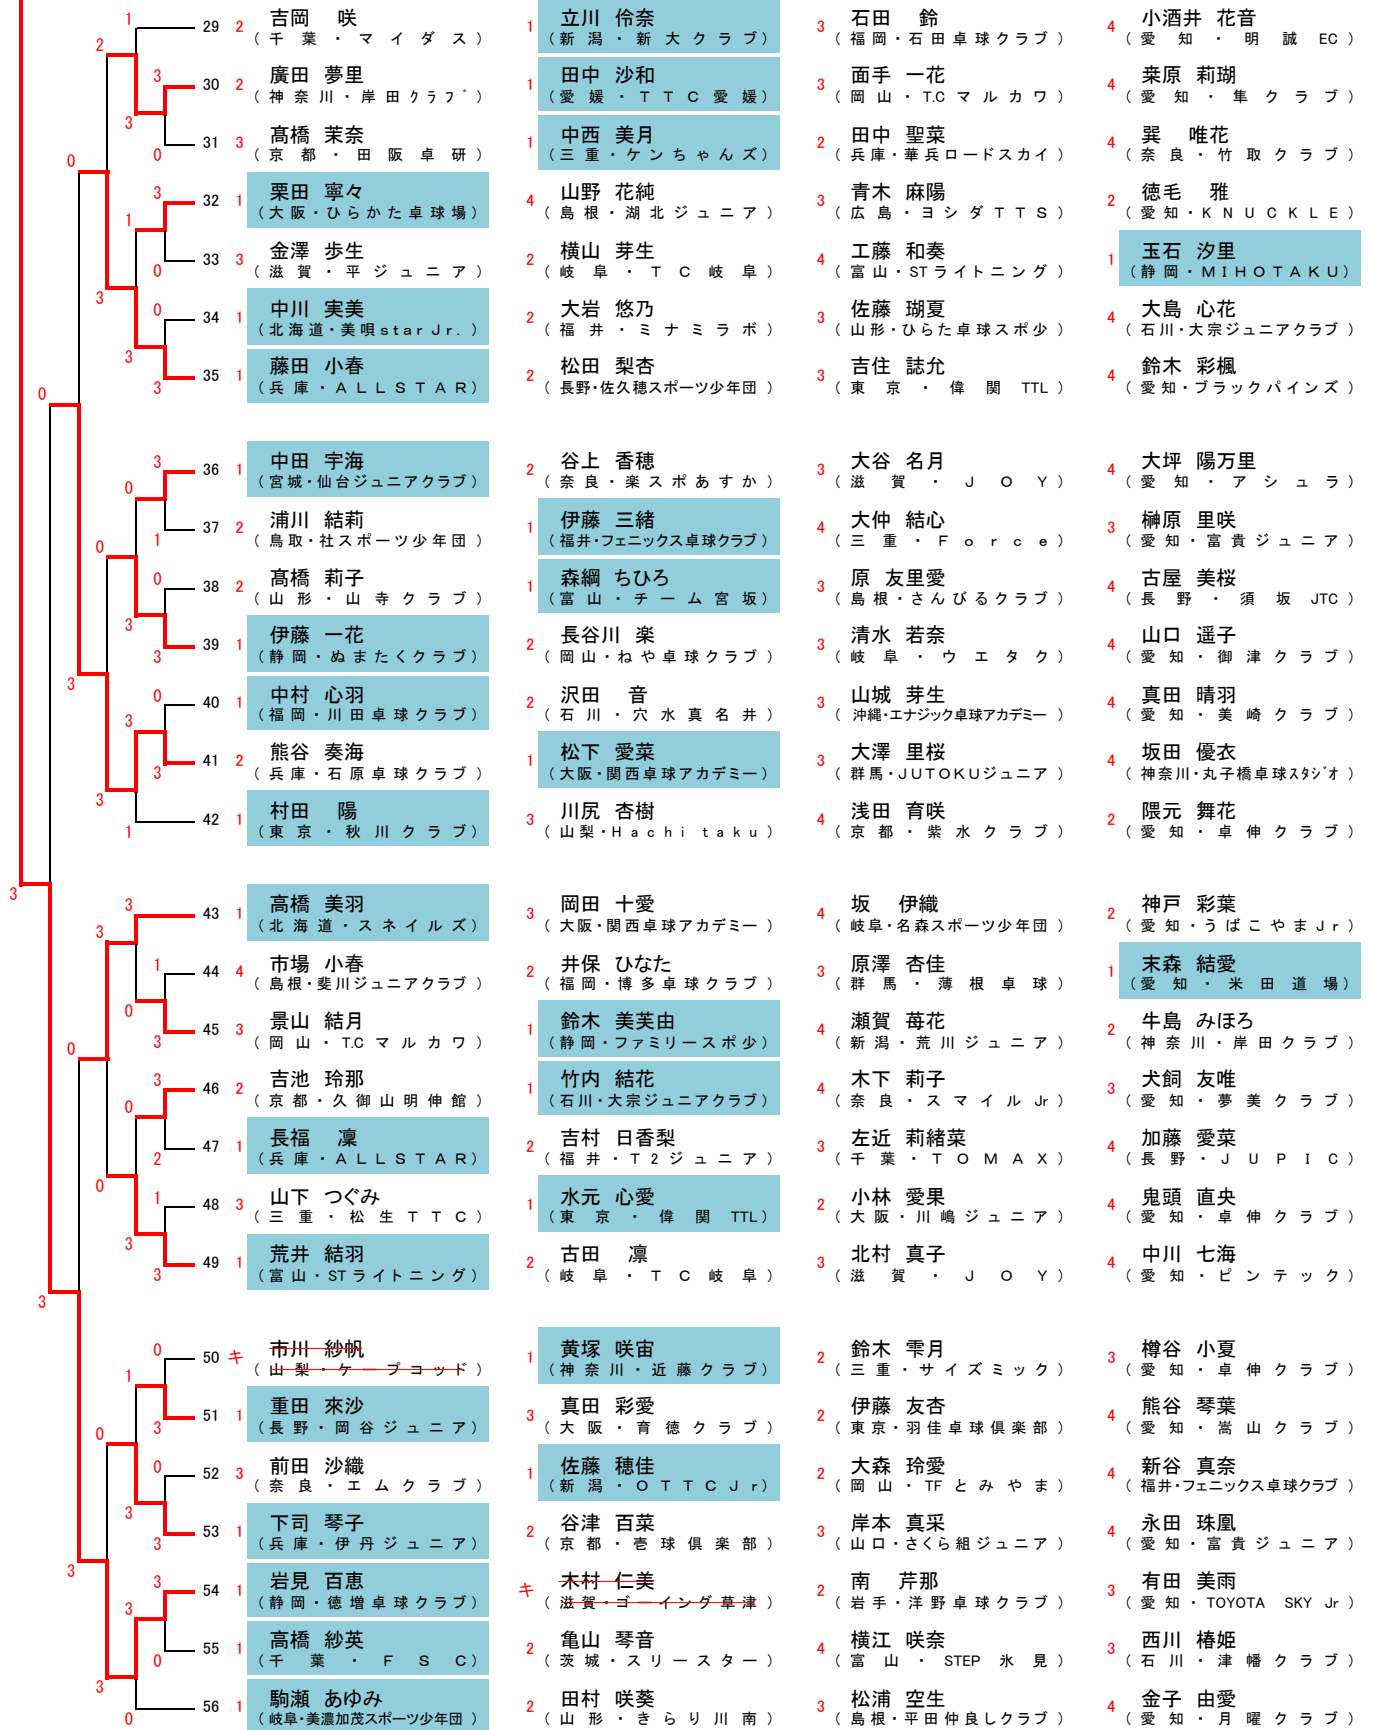 29 2 吉岡 咲 1 立川 伶奈 3 石田 鈴 4 小酒井 花音
(千葉・マイダス) (新潟・新大クラブ) (福岡・石田卓球クラブ) (愛知・明誠EC)
30 2 廣田 夢里 1 田中 沙和 3 面手 一花 4 桒原 莉瑚
(神奈川・岸田クラブ) (愛媛・TTC愛媛) (岡山・T.Cマルカワ) (愛知・隼クラブ)
31 3 髙橋 茉奈 1 中西 美月 2 田中 聖菜 4 巽 唯花
(京都・田阪卓研) (三重・ケンちゃんズ) (兵庫・華兵ロードスカイ) (奈良・竹取クラブ)
32 1 栗田 寧々 4 山野 花純 3 青木 麻陽 2 徳毛 雅
(大阪・ひらかた卓球場) (島根・湖北ジュニア) (広島・ヨシダTTS) (愛知・KNUCKLE)
33 3 金澤 歩生 2 横山 芽生 4 工藤 和奏 1 玉石 汐里
(滋賀・平ジュニア) (岐阜・TC岐阜) (富山・STライトニング) (静岡・MIHOTAKU)
34 1 中川 実美 2 大岩 悠乃 3 佐藤 瑚夏 4 大島 心花
(北海道・美唄starJr.) (福井・ミナミラボ) (山形・ひらた卓球スポ少) (石川・大宗ジュニアクラブ)
35 1 藤田 小春 2 松田 梨杏 3 吉住 誌允 4 鈴木 彩楓
(兵庫・ALLSTAR) (長野・佐久穂スポーツ少年団) (東京・偉関TTL) (愛知・ブラックパインズ)
36 1 中田 宇海 2 谷上 香穂 3 大谷 名月 4 大坪 陽万里
(宮城・仙台ジュニアクラブ) (奈良・楽スポあすか) (滋賀・JOY) (愛知・アシュラ)
37 2 浦川 結莉 1 伊藤 三緒 4 大仲 結心 3 榊原 里咲
(鳥取・社スポーツ少年団) (福井・フェニックス卓球クラブ) (三重・Force) (愛知・富貴ジュニア)
38 2 髙橋 莉子 1 森綱 ちひろ 3 原 友里愛 4 古屋 美桜
(山形・山寺クラブ) (富山・チーム宮坂) (島根・さんびるクラブ) (長野・須坂JTC)
39 1 伊藤 一花 2 長谷川 楽 3 清水 若奈 4 山口 遥子
(静岡・ぬまたくクラブ) (岡山・ねや卓球クラブ) (岐阜・ウエタク) (愛知・御津クラブ)
40 1 中村 心羽 2 沢田 音 3 山城 芽生 4 真田 晴羽
(福岡・川田卓球クラブ) (石川・穴水真名井) (沖縄・エナジック卓球アカデミー) (愛知・美崎クラブ)
41 2 熊谷 奏海 1 松下 愛菜 3 大澤 里桜 4 坂田 優衣
(兵庫・石原卓球クラブ) (大阪・関西卓球アカデミー) (群馬・JUTOKUジュニア) (神奈川・丸子橋卓球スタジオ)
42 1 村田 陽 3 川尻 杏樹 4 浅田 育咲 2 隈元 舞花
(東京・秋川クラブ) (山梨・Hachi taku) (京都・紫水クラブ) (愛知・卓伸クラブ)
43 1 高橋 美羽 3 岡田 十愛 4 坂 伊織 2 神戸 彩葉
(北海道・スネイルズ) (大阪・関西卓球アカデミー) (岐阜・名森スポーツ少年団) (愛知・うばこやまJr)
44 4 市場 小春 2 井保 ひなた 3 原澤 杏佳 1 末森 結愛
(島根・斐川ジュニアクラブ) (福岡・博多卓球クラブ) (群馬・薄根卓球) (愛知・米田道場)
45 3 景山 結月 1 鈴木 美芙由 4 瀬賀 苺花 2 牛島 みほろ
(岡山・T.Cマルカワ) (静岡・ファミリースポ少) (新潟・荒川ジュニア) (神奈川・岸田クラブ)
46 2 吉池 玲那 1 竹内 結花 4 木下 莉子 3 犬飼 友唯
(京都・久御山明伸館) (石川・大宗ジュニアクラブ) (奈良・スマイルJr) (愛知・夢美クラブ)
47 1 長福 凜 2 吉村 日香梨 3 左近 莉緒菜 4 加藤 愛菜
(兵庫・ALLSTAR) (福井・T2ジュニア) (千葉・TOMAX) (長野・JUPIC)
48 3 山下 つぐみ 1 水元 心愛 2 小林 愛果 4 鬼頭 直央
(三重・松生TTC) (東京・偉関TTL) (大阪・川嶋ジュニア) (愛知・卓伸クラブ)
49 1 荒井 結羽 2 古田 凛 3 北村 真子 4 中川 七海
(富山・STライトニング) (岐阜・TC岐阜) (滋賀・JOY) (愛知・ピンテック)
50 キ 市川 紗帆 1 黄塚 咲宙 2 鈴木 雫月 3 樽谷 小夏
(山梨・ケープコッド) (神奈川・近藤クラブ) (三重・サイズミック) (愛知・卓伸クラブ)
51 1 重田 來沙 3 真田 彩愛 2 伊藤 友杏 4 熊谷 琴葉
(長野・岡谷ジュニア) (大阪・育徳クラブ) (東京・羽佳卓球倶楽部) (愛知・嵩山クラブ)
52 3 前田 沙織 1 佐藤 穂佳 2 大森 玲愛 4 新谷 真奈
(奈良・エムクラブ) (新潟・OTTCJr) (岡山・TFとみやま) (福井・フェニックス卓球クラブ)
53 1 下司 琴子 2 谷津 百菜 3 岸本 真采 4 永田 珠凰
(兵庫・伊丹ジュニア) (京都・壱球倶楽部) (山口・さくら組ジュニア) (愛知・富貴ジュニア)
54 1 岩見 百恵 キ 木村 仁美 2 南 芹那 3 有田 美雨
(静岡・徳増卓球クラブ) (滋賀・ゴーイング草津) (岩手・洋野卓球クラブ) (愛知・TOYOTA SKY Jr)
55 1 高橋 紗英 2 亀山 琴音 4 横江 咲奈 3 西川 椿姫
(千葉・FSC) (茨城・スリースター) (富山・STEP氷見) (石川・津幡クラブ)
56 1 駒瀬 あゆみ 2 田村 咲葵 3 松浦 空生 4 金子 由愛
(岐阜・美濃加茂スポーツ少年団) (山形・きらり川南) (島根・平田仲良しクラブ) (愛知・月曜クラブ)